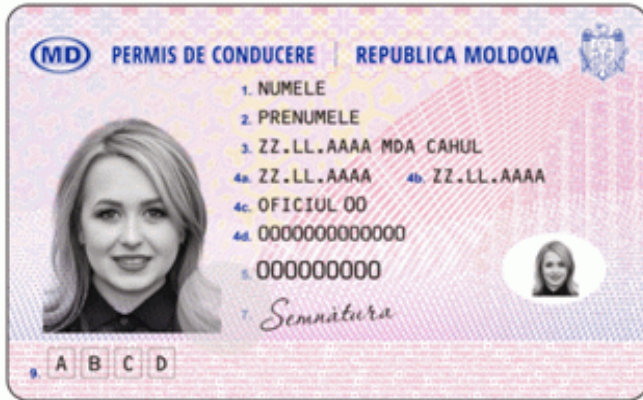 MD PERMIS DE CONDUCERE | REPUBLICA MOLDOVA
1. NUMELE
2. PRENUMELE
3. ZZ.LL.AAAA MDA CAHUL
4a. ZZ.LL.AAAA 4b. ZZ.LL.AAAA
4c. OFICIUL 00
4d. 0000000000000
5. 000000000
7. Semnătura
9. A B C D